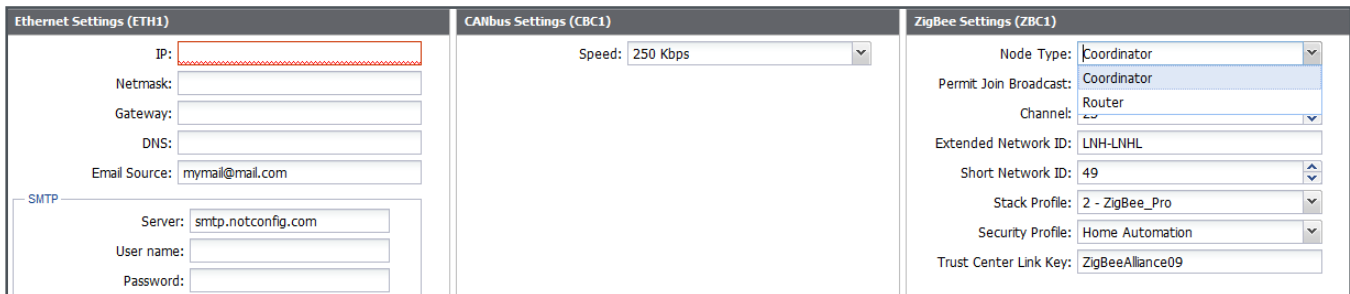 Ethernet Settings (ETH1)
IP:
Netmask:
Gateway:
DNS:
Email Source: mymail@mail.com
SMTP
Server: smtp.notconfig.com
User name:
Password:
CANbus Settings (CBC1)
Speed: 250 Kbps
ZigBee Settings (ZBC1)
Node Type: Coordinator
Coordinator
Router
Permit Join Broadcast:
Channel:
Extended Network ID: LNH-LNHL
Short Network ID: 49
Stack Profile: 2 - ZigBee_Pro
Security Profile: Home Automation
Trust Center Link Key: ZigBeeAlliance09